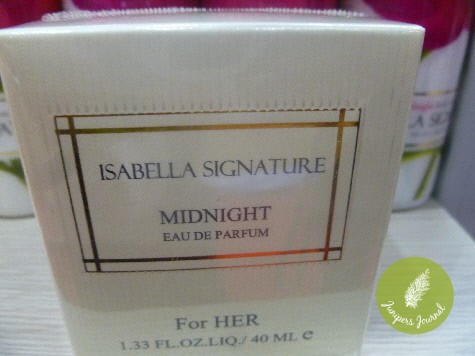 ISABELLA SIGNATURE
MIDNIGHT
EAU DE PARFUM
For HER
1.33 FL.OZ.LIQ./ 40 ML e
Junipers Journal